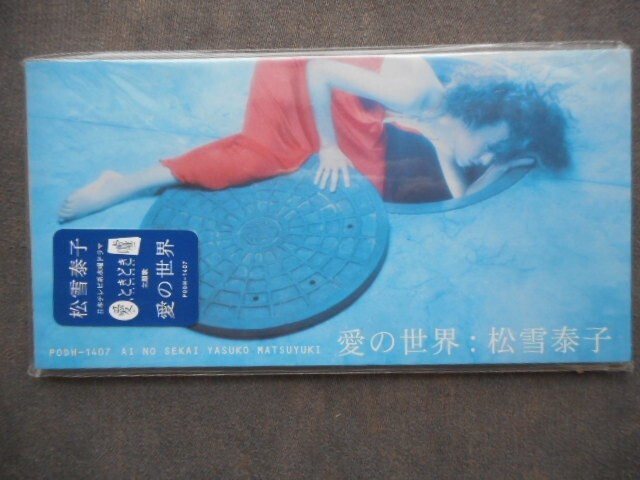 松雪泰子
日本テレビ系水曜ドラマ
愛、ときどき嘘
主題歌
愛の世界
PODH-1407
PODH-1407 AI NO SEKAI YASUKO MATSUYUKI
愛の世界:松雪泰子